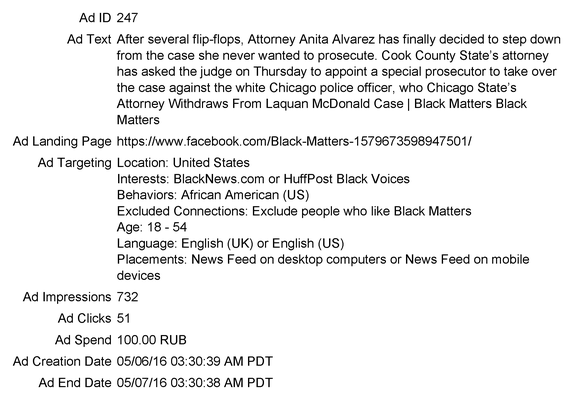 Ad ID 247
Ad Text After several flip-flops, Attorney Anita Alvarez has finally decided to step down
from the case she never wanted to prosecute. Cook County State's attorney
has asked the judge on Thursday to appoint a special prosecutor to take over
the case against the white Chicago police officer, who Chicago State's
Attorney Withdraws From Laquan McDonald Case | Black Matters Black
Matters
Ad Landing Page https://www.facebook.com/Black-Matters-1579673598947501/
Ad Targeting Location: United States
Interests: BlackNews.com or HuffPost Black Voices
Behaviors: African American (US)
Excluded Connections: Exclude people who like Black Matters
Age: 18 - 54
Language: English (UK) or English (US)
Placements: News Feed on desktop computers or News Feed on mobile
devices
Ad Impressions 732
Ad Clicks 51
Ad Spend 100.00 RUB
Ad Creation Date 05/06/16 03:30:39 AM PDT
Ad End Date 05/07/16 03:30:38 AM PDT